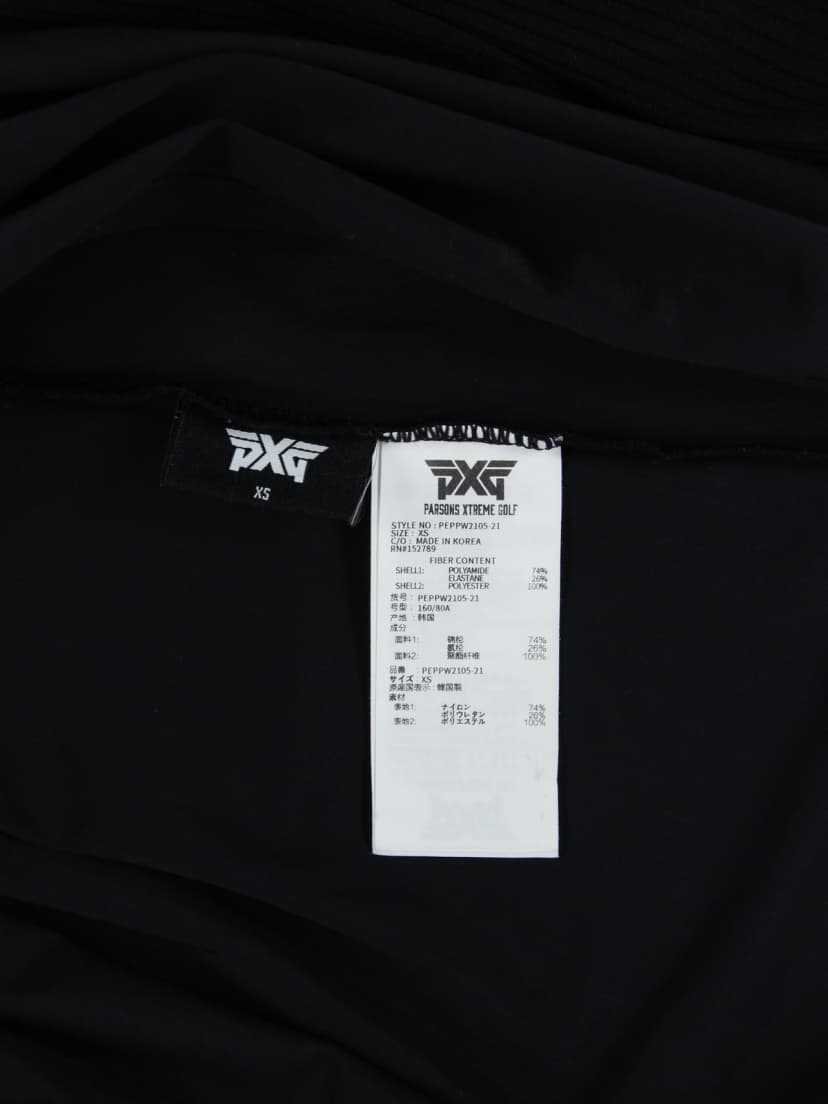 PXG
XS
PXG
PARSONS XTREME GOLF
STYLE NO : PEPPW2105-21
SIZE : XS
C/O : MADE IN KOREA
RN#152789
FIBER CONTENT
SHELL1: POLYAMIDE 74%
ELASTANE 26%
SHELL2: POLYESTER 100%
货号 : PEPPW2105-21
号型 : 160/80A
产地 : 韩国
成分
面料1: 锦纶 74%
氨纶 26%
面料2: 聚酯纤维 100%
品番 : PEPPW2105-21
サイズ : XS
原産国表示 : 韓国製
素材
表地1: ナイロン 74%
ポリウレタン 26%
表地2: ポリエステル 100%